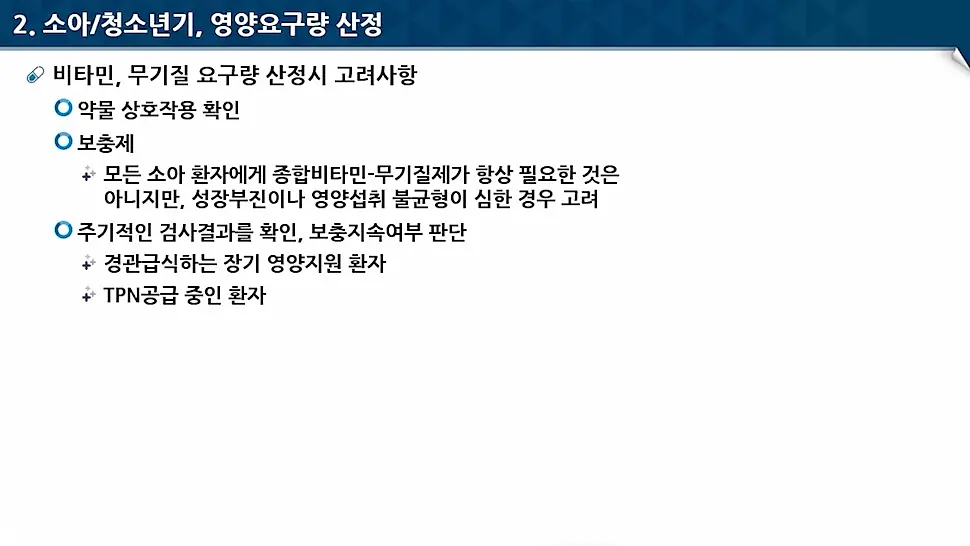 2. 소아/청소년기, 영양요구량 산정
비타민, 무기질 요구량 산정시 고려사항
약물 상호작용 확인
보충제
모든 소아 환자에게 종합비타민-무기질제가 항상 필요한 것은
아니지만, 성장부진이나 영양섭취 불균형이 심한 경우 고려
주기적인 검사결과를 확인, 보충지속여부 판단
경관급식하는 장기 영양지원 환자
TPN공급 중인 환자